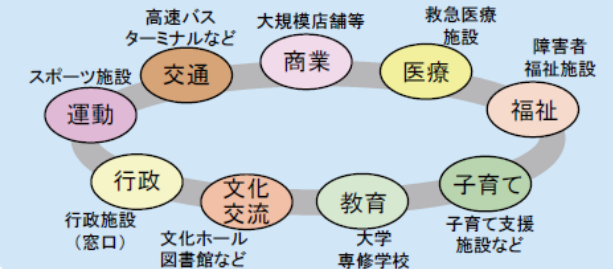 高速バス
ターミナルなど
交通
大規模店舗等
商業
救急医療
施設
医療
障害者
福祉施設
福祉
スポーツ施設
運動
行政
行政施設
（窓口）
文化
交流
文化ホール
図書館など
教育
大学
専修学校
子育て
子育て支援
施設など